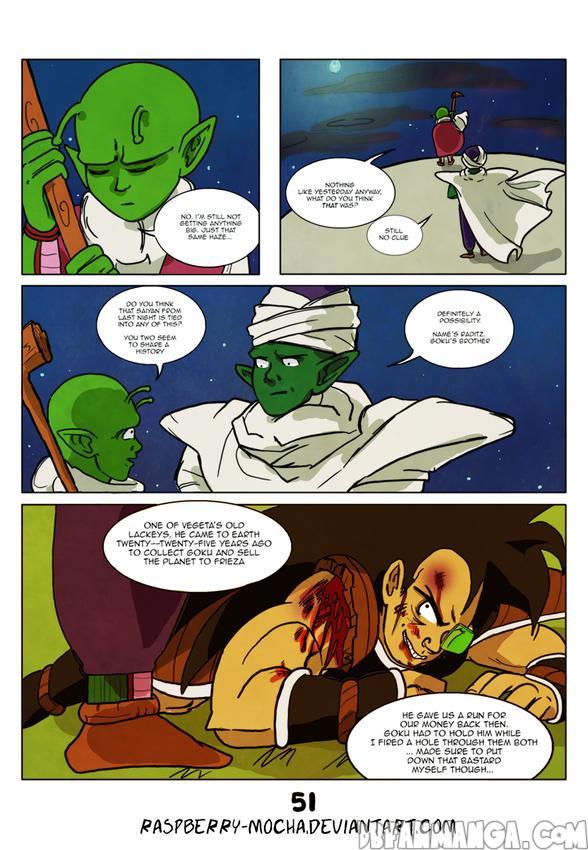 NO. I'M STILL NOT
GETTING ANYTHING
BIG. JUST THAT
SAME HAZE...
NOTHING
LIKE YESTERDAY ANYWAY,
WHAT DO YOU THINK
THAT WAS?
STILL
NO CLUE
DO YOU THINK
THAT SAIYAN FROM
LAST NIGHT IS TIED
INTO ANY OF THIS?
YOU TWO SEEM
TO SHARE A
HISTORY
DEFINITELY A
POSSIBILITY.
NAME'S RADITZ.
GOKU'S BROTHER
ONE OF VEGETA'S OLD
LACKEYS. HE CAME TO EARTH
TWENTY--TWENTY-FIVE YEARS AGO
TO COLLECT GOKU AND SELL
THE PLANET TO FRIEZA
HE GAVE US A RUN FOR
OUR MONEY BACK THEN.
GOKU HAD TO HOLD HIM WHILE
I FIRED A HOLE THROUGH THEM BOTH
... MADE SURE TO PUT
DOWN THAT BASTARD
MYSELF THOUGH...
51
RASPBERRY-MOCHA.DEVIANTART.COM
DBFANMANGA.COM